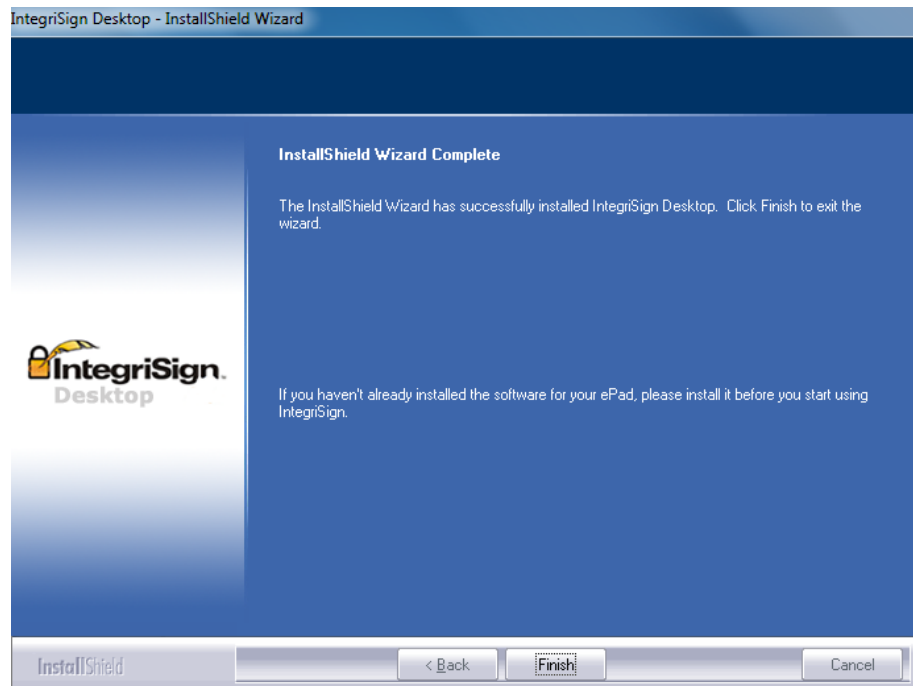 IntegriSign Desktop - InstallShield Wizard
InstallShield Wizard Complete
The InstallShield Wizard has successfully installed IntegriSign Desktop. Click Finish to exit the
wizard.
IntegriSign™
Desktop
If you haven't already installed the software for your ePad, please install it before you start using
IntegriSign.
InstallShield
< Back
Finish
Cancel